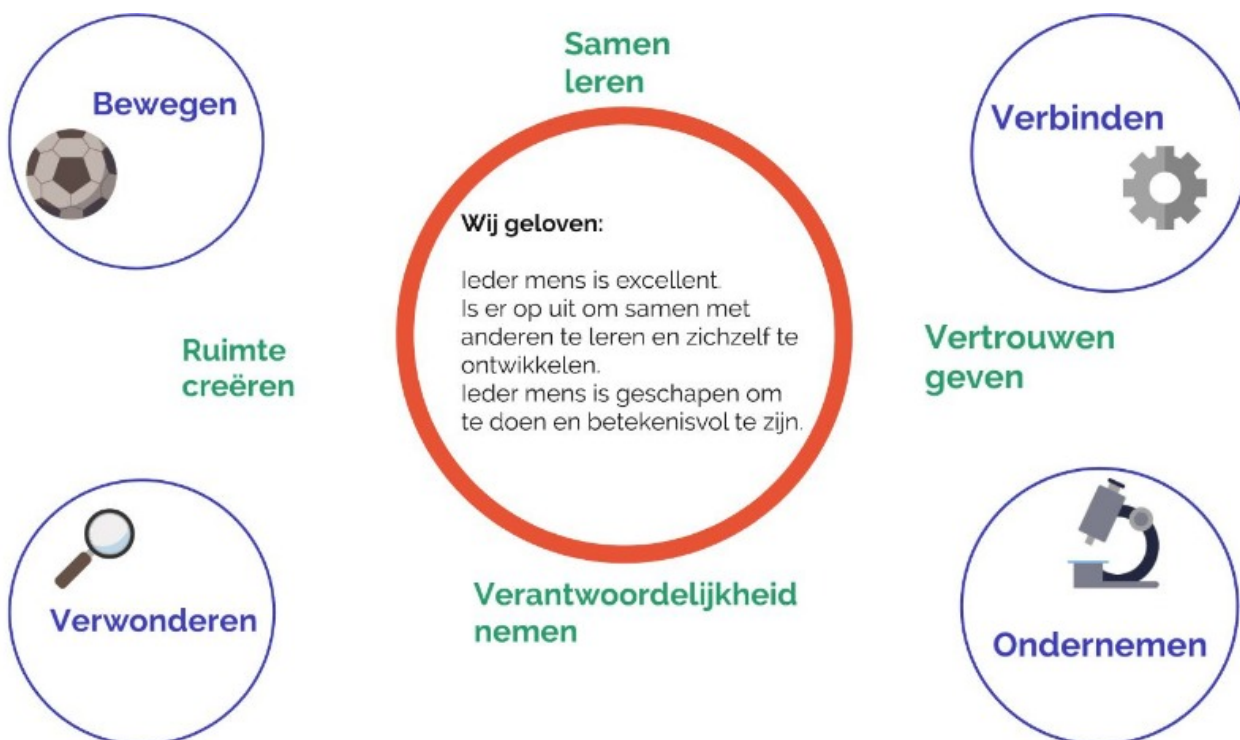 Samen
leren
Bewegen
Verbinden
Wij geloven:
Ieder mens is excellent.
Is er op uit om samen met
anderen te leren en zichzelf te
ontwikkelen.
Ieder mens is geschapen om
te doen en betekenisvol te zijn.
Ruimte
creëren
Vertrouwen
geven
Verwonderen
Verantwoordelijkheid
nemen
Ondernemen